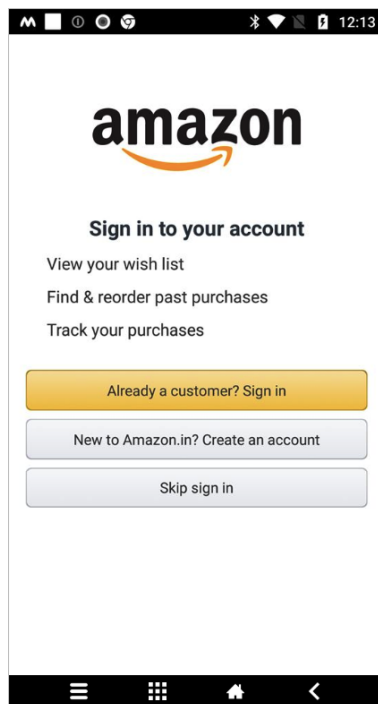 12:13
amazon
Sign in to your account
View your wish list
Find & reorder past purchases
Track your purchases
Already a customer? Sign in
New to Amazon.in? Create an account
Skip sign in